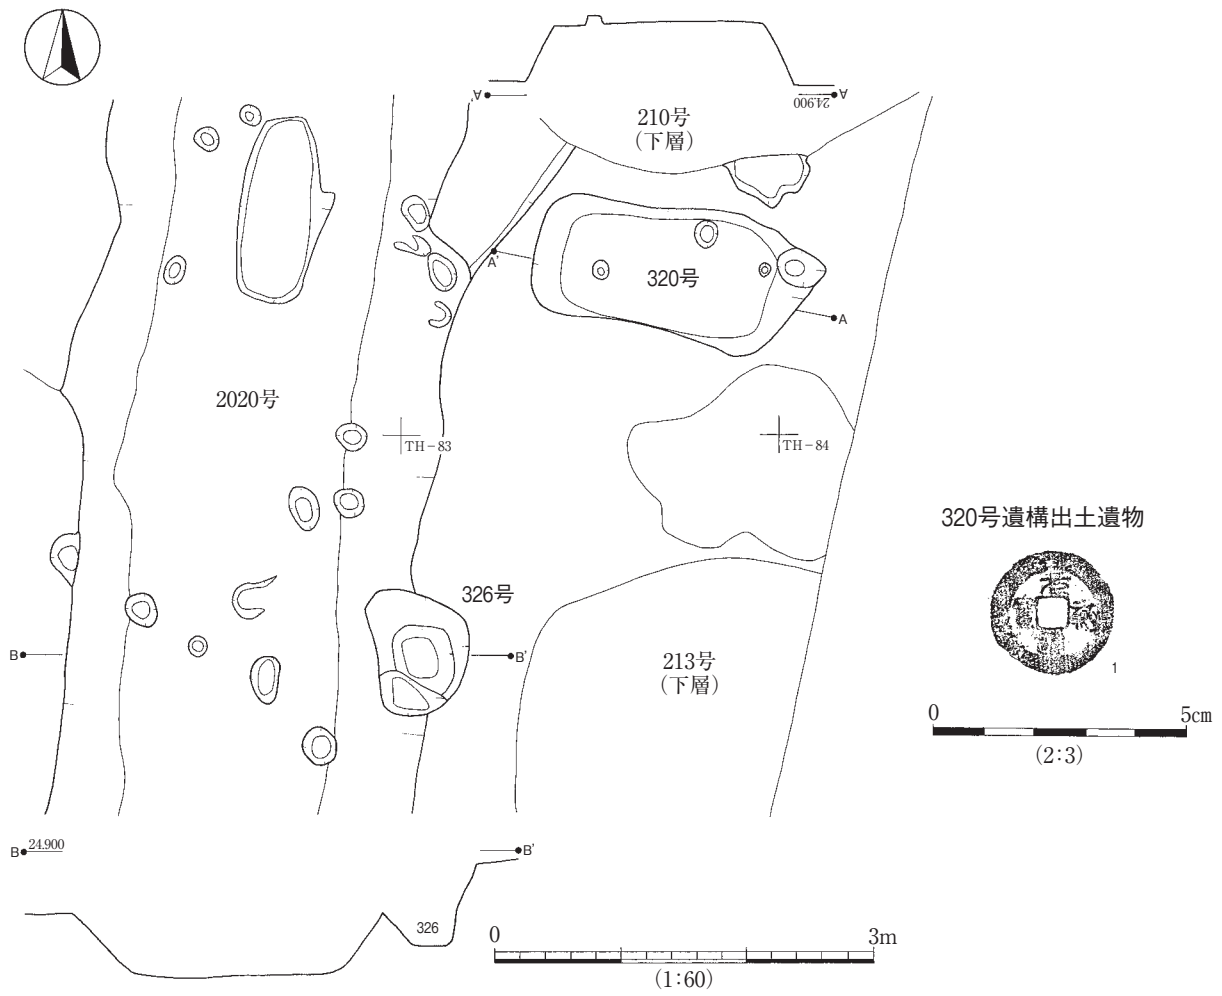 A'
24.900
A
210号
(下層)
A'
320号
A
2020号
TH-83
TH-84
320号遺構出土遺物
1
0
5cm
(2:3)
326号
B
B'
213号
(下層)
B
24.900
B'
326
0
3m
(1:60)